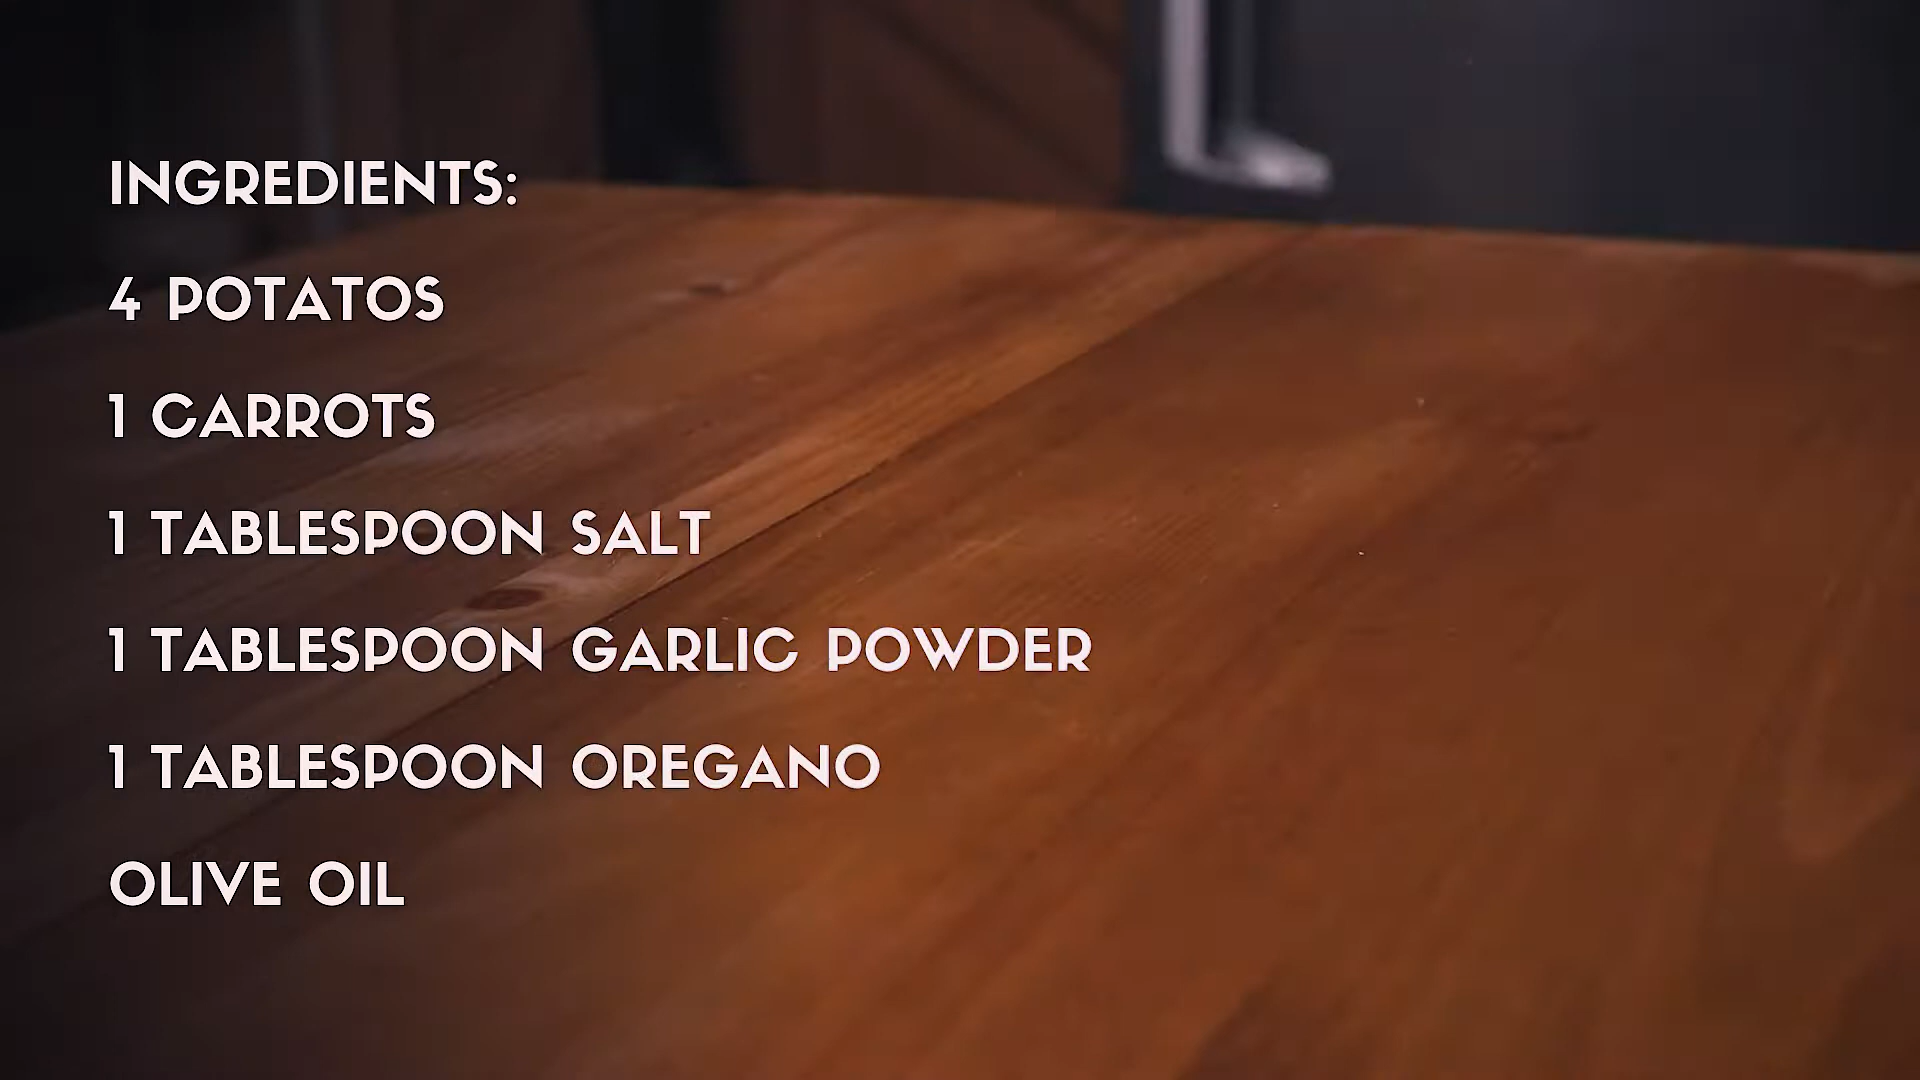 INGREDIENTS:
4 POTATOS
1 CARROTS
1 TABLESPOON SALT
1 TABLESPOON GARLIC POWDER
1 TABLESPOON OREGANO
OLIVE OIL